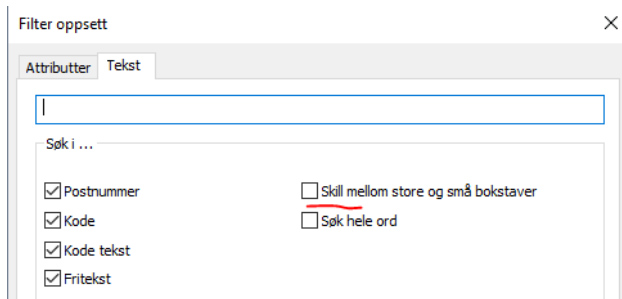 Filter oppsett
Attributter Tekst
Søk i ...
Postnummer
Skill mellom store og små bokstaver
Kode
Søk hele ord
Kode tekst
Fritekst